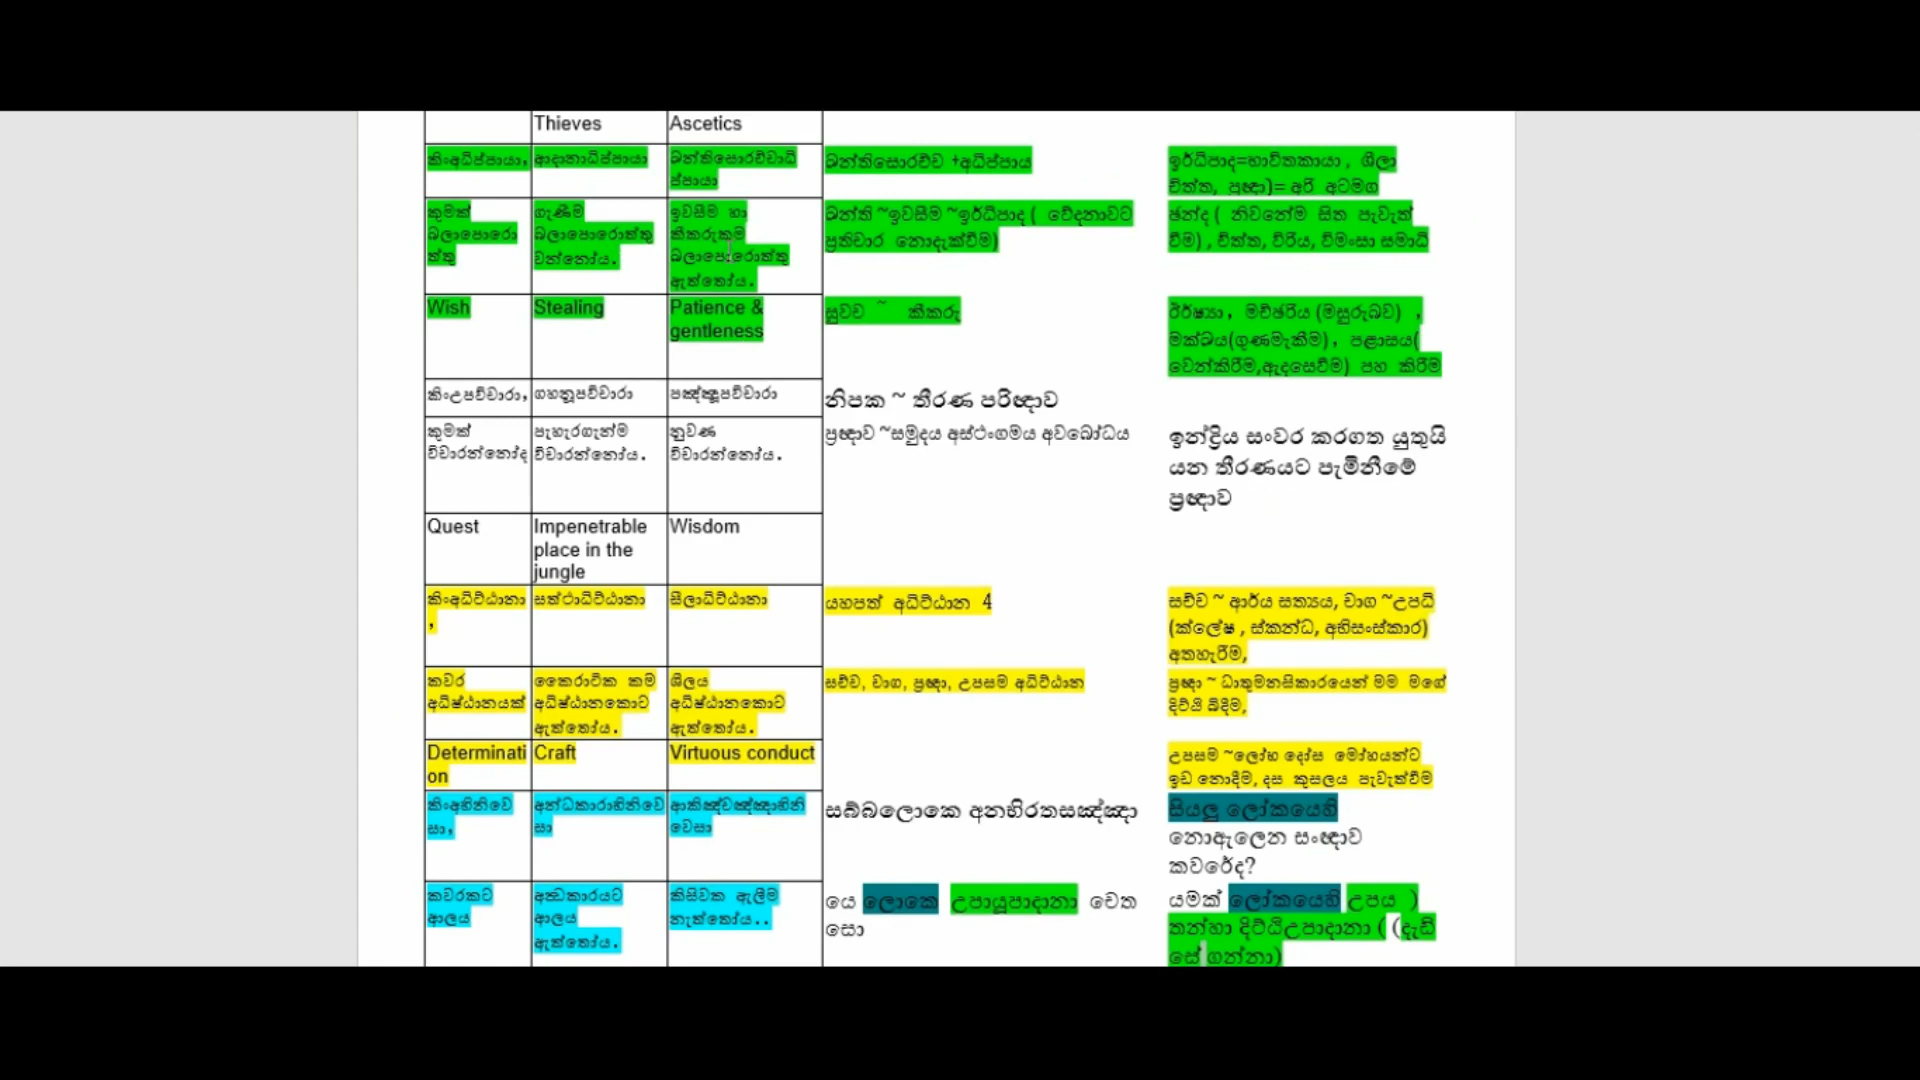 Thieves
Ascetics
කිංඅධිප්පායා,
ආදානාධිප්පායා
ඛන්තිසොරච්චාධි
ප්පායා
ඛන්තිසොරච්ච +අධිප්පාය
ඉර්ධිපාද=භාවිතකායා , ශීලා
චිත්ත, ප්‍රඥා)= අරි අටමග
කුමක්
බලාපොරො
ත්තු
ගැණීම
බලාපොරොත්තු
වන්නෝය.
ඉවසීම හා
කීකරුකම
බලාපොරොත්තු
ඇත්තෝය.
ඛන්ති ~ඉවසීම ~ඉර්ධිපාද ( වේදනාවට
ප්‍රතිචාර නොදැක්වීම)
ඡන්ද ( නිවනේම සිත පැවැත්
වීම) , චිත්ත, විරිය, විමංසා සමාධි
Wish
Stealing
Patience &
gentleness
සුවච ~ කීකරු
ඊර්ෂ්‍යා, මච්ඡරිය (මසුරුබව) ,
මක්ඛය(ගුණමැකීම), පළාසය(
වෙන්කිරීම,ඇදසෙවීම) පහ කිරීම
කිංඋපවිචාරා,
ගහනූපවිචාරා
පඤ්ඤූපවිචාරා
නිපක ~ තීරණ පරිඥාව
කුමක්
විචාරන්නෝද
පැහැරගැන්ම
විචාරන්නෝය.
නුවණ
විචාරන්නෝය.
ප්‍රඥාව ~සමුදය අස්ථංගමය අවබෝධය
ඉන්ද්‍රිය සංවර කරගත යුතුයි
යන තීරණයට පැමිනීමේ
ප්‍රඥාව
Quest
Impenetrable
place in the
jungle
Wisdom
කිංඅධිට්ඨානා
,
සත්ථාධිට්ඨානා
සීලාධිට්ඨානා
යහපත් අධිට්ඨාන 4
සච්ච ~ ආර්ය සත්‍යය, චාග ~උපධි
(ක්ලේෂ , ස්කන්ධ, අභිසංස්කාර)
අතහැරීම,
කවර
අධිෂ්ඨානයක්
කෛරාටික කම
අධිෂ්ඨානකොට
ඇත්තෝය.
ශිලය
අධිෂ්ඨානකොට
ඇත්තෝය.
සච්ච, චාග, ප්‍රඥා, උපසම අධිට්ඨාන
ප්‍රඥා ~ ධාතුමනසිකාරයෙන් මම මගේ
දිට්යි බිදීම,
Determinati
on
Craft
Virtuous conduct
උපසම ~ලෝභ දෝස මෝහයන්ට
ඉඩ නොදීම, දස කුසලය පැවැත්වීම
කිංඅභිනිවෙ
සා,
අන්ධකාරාභිනිවෙ
සා
ආකිඤ්චඤ්ඤාභිනි
වෙසා
සබ්බලොකෙ අනභිරතසඤ්ඤා
සියලු ලෝකයෙහි
නොඇලෙන සංඥාව
කවරේද?
කවරකට
ආලය
අඳුකාරයට
ආලය
ඇත්තෝය.
කිසිවක ඇලීම
නැත්තෝය..
යෙ ලොකෙ උපායූපාදානා චෙත
සො
යමක් ලෝකයෙහි උපය )
තන්හා දිට්යිඋපාදානා ( (දැඩි
සේ ගන්නා)